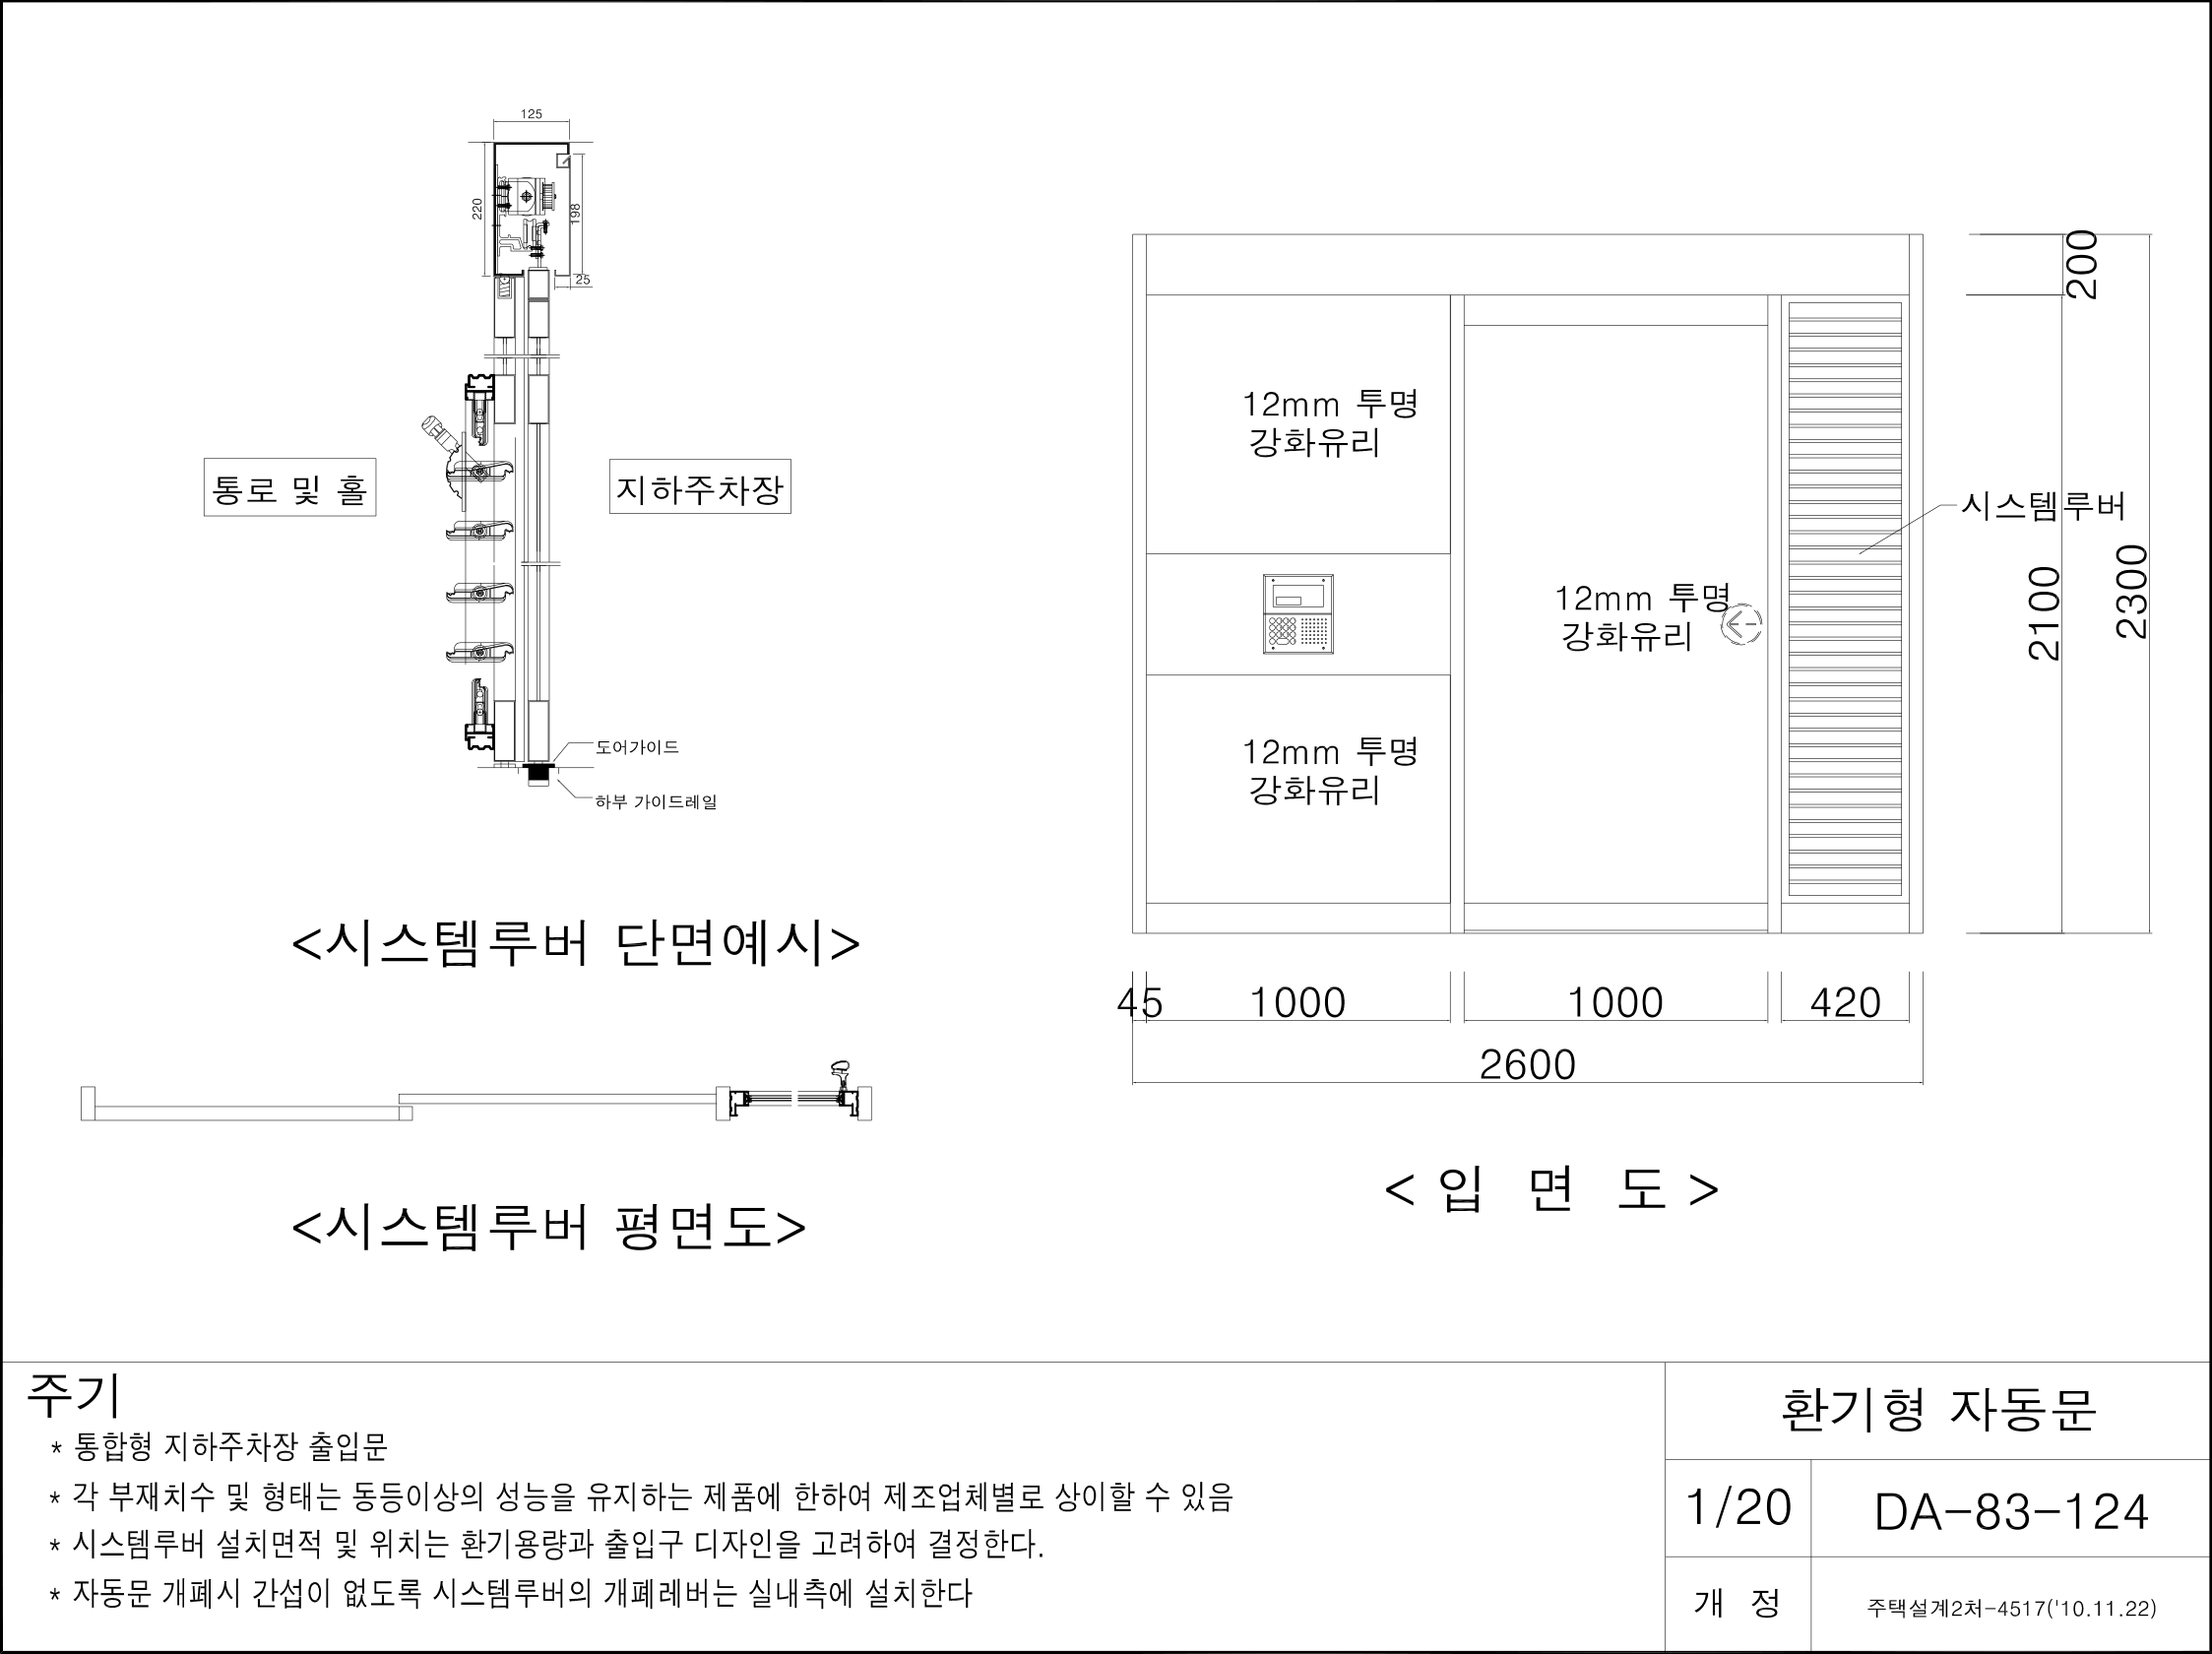 125
220
198
25
통로 및 홀
지하주차장
도어가이드
하부 가이드레일
<시스템루버 단면예시>
<시스템루버 평면도>
12mm 투명
강화유리
12mm 투명
강화유리
12mm 투명
강화유리
시스템루버
200
2100
2300
45
1000
1000
420
2600
< 입 면 도 >
주기
* 통합형 지하주차장 출입문
* 각 부재치수 및 형태는 동등이상의 성능을 유지하는 제품에 한하여 제조업체별로 상이할 수 있음
* 시스템루버 설치면적 및 위치는 환기용량과 출입구 디자인을 고려하여 결정한다.
* 자동문 개폐시 간섭이 없도록 시스템루버의 개폐레버는 실내측에 설치한다
환기형 자동문
1/20
DA-83-124
개 정
주택설계2처-4517('10.11.22)